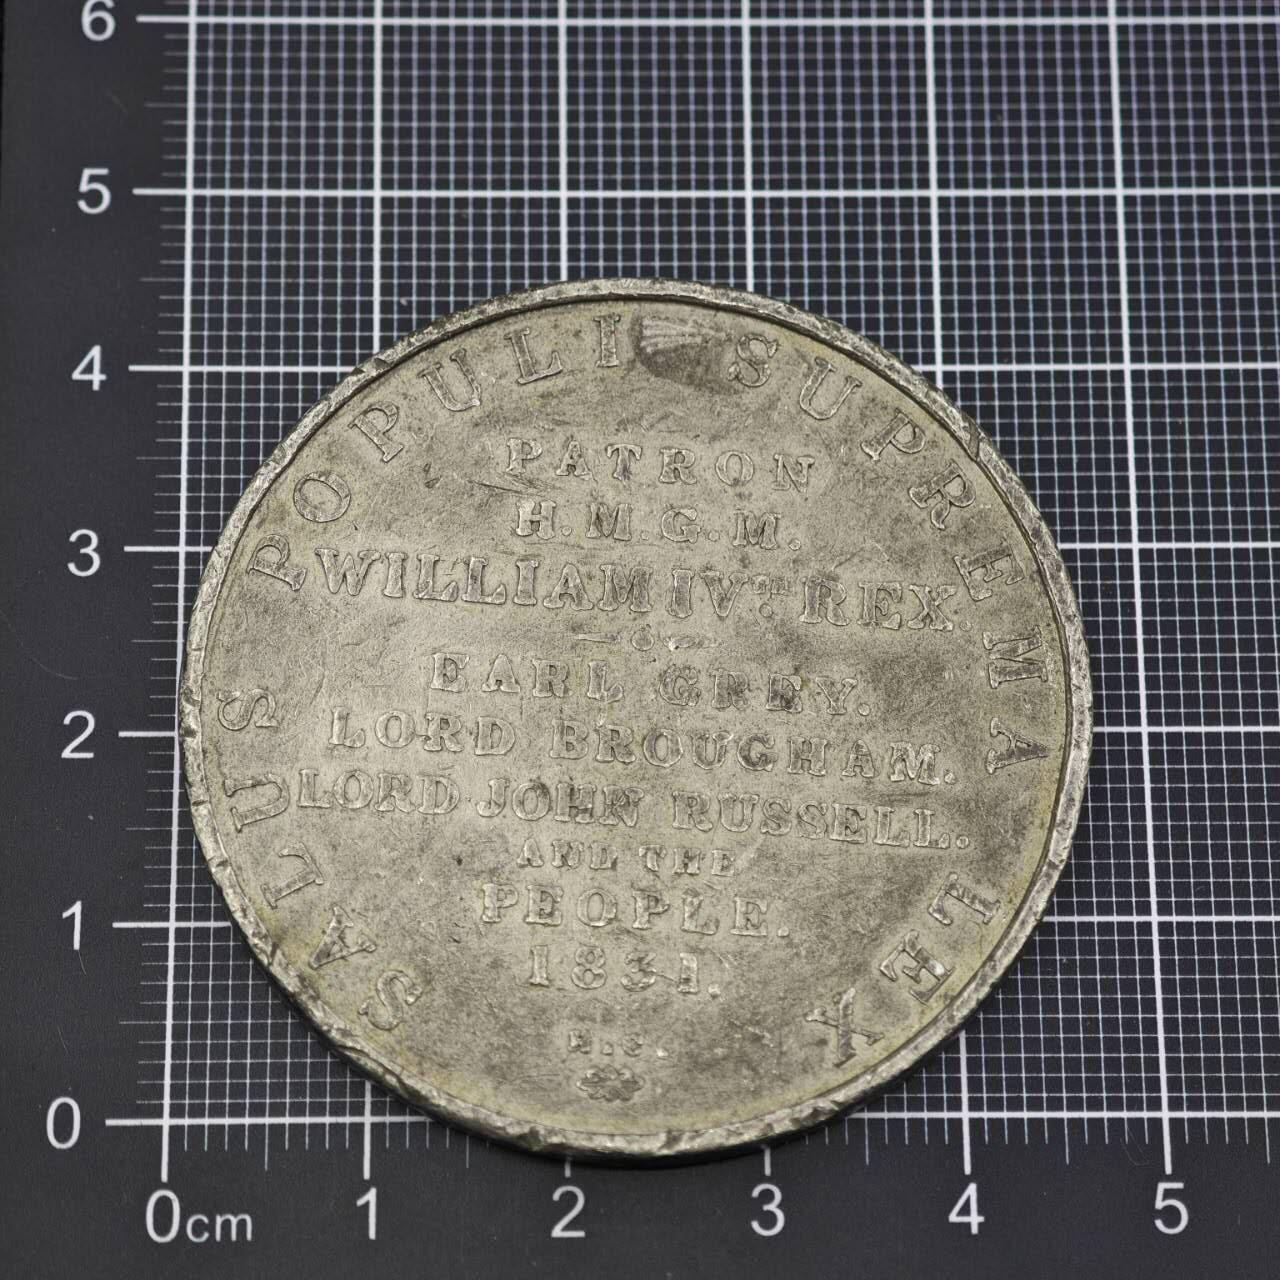 SALUS POPULI SUPREMA LEX
PATRON
H.M.G.M.
WILLIAM IVTH REX.
EARL GREY.
LORD BROUGHAM.
LORD JOHN RUSSELL.
AND THE
PEOPLE.
1831.
6
5
4
3
2
1
0
0cm 1 2 3 4 5